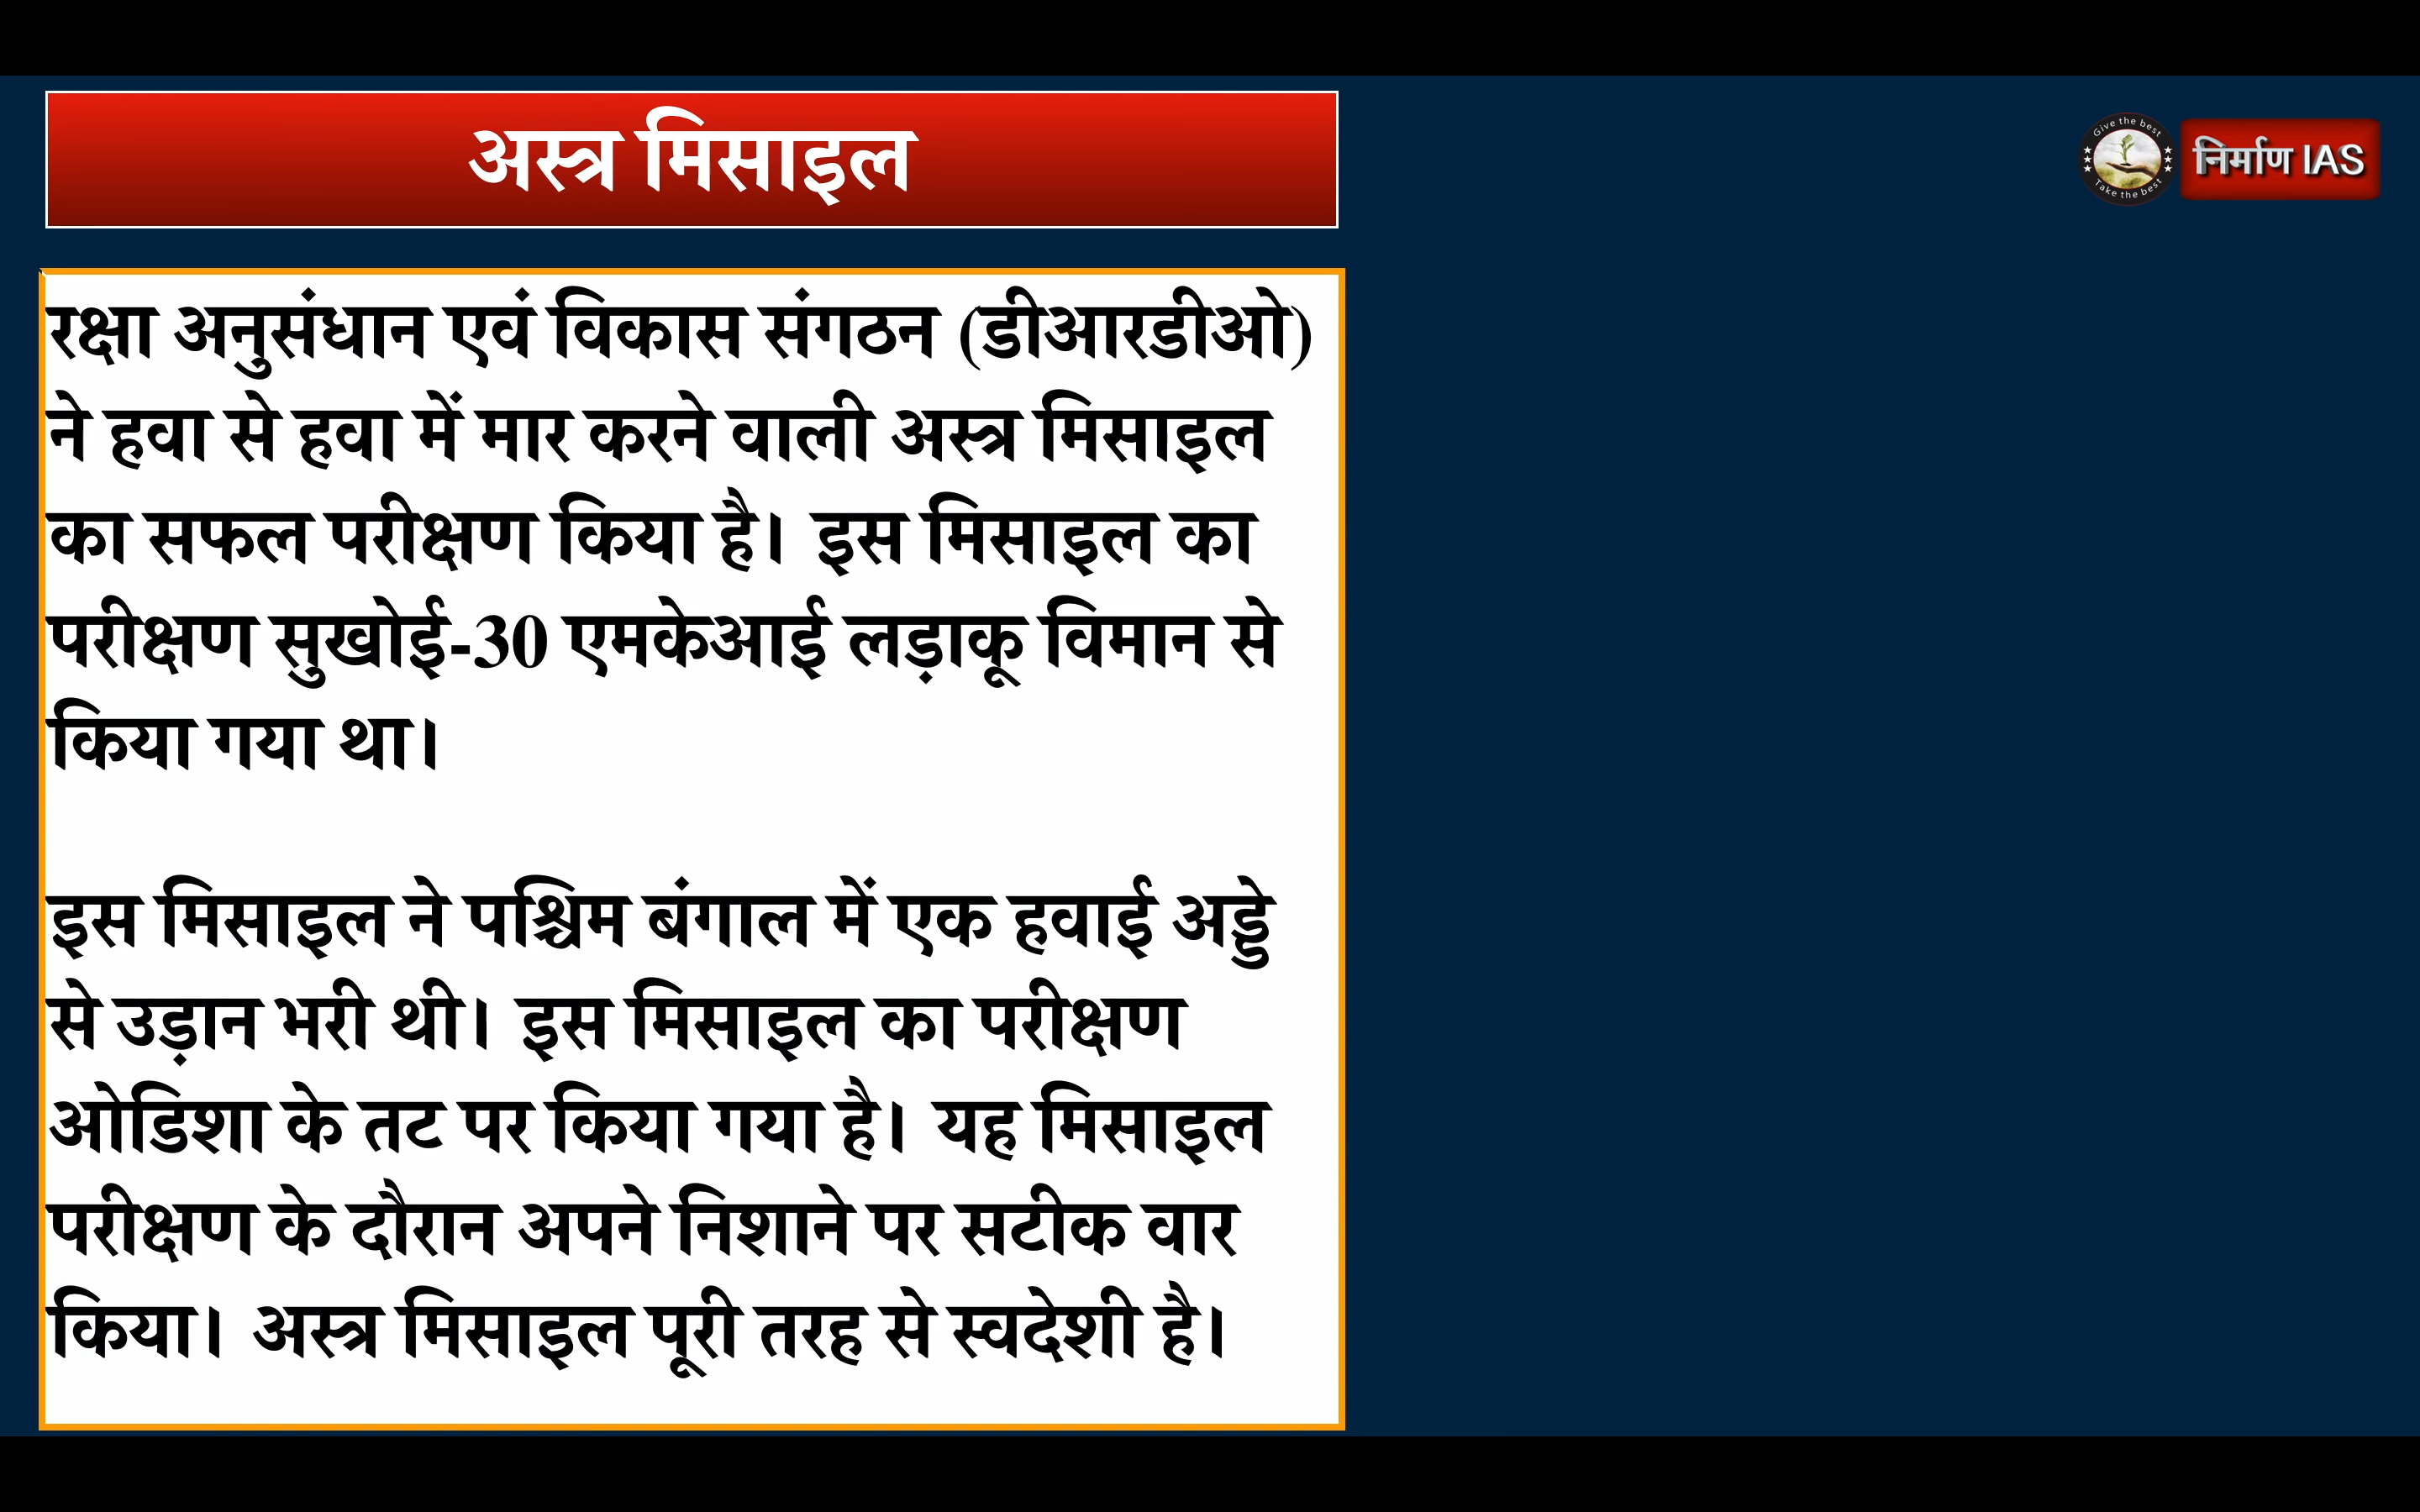 अस्त्र मिसाइल
Give the best
Take the best
निर्माण IAS
रक्षा अनुसंधान एवं विकास संगठन (डीआरडीओ)
ने हवा से हवा में मार करने वाली अस्त्र मिसाइल
का सफल परीक्षण किया है। इस मिसाइल का
परीक्षण सुखोई-30 एमकेआई लड़ाकू विमान से
किया गया था।
इस मिसाइल ने पश्चिम बंगाल में एक हवाई अड्डे
से उड़ान भरी थी। इस मिसाइल का परीक्षण
ओडिशा के तट पर किया गया है। यह मिसाइल
परीक्षण के दौरान अपने निशाने पर सटीक वार
किया। अस्त्र मिसाइल पूरी तरह से स्वदेशी है।